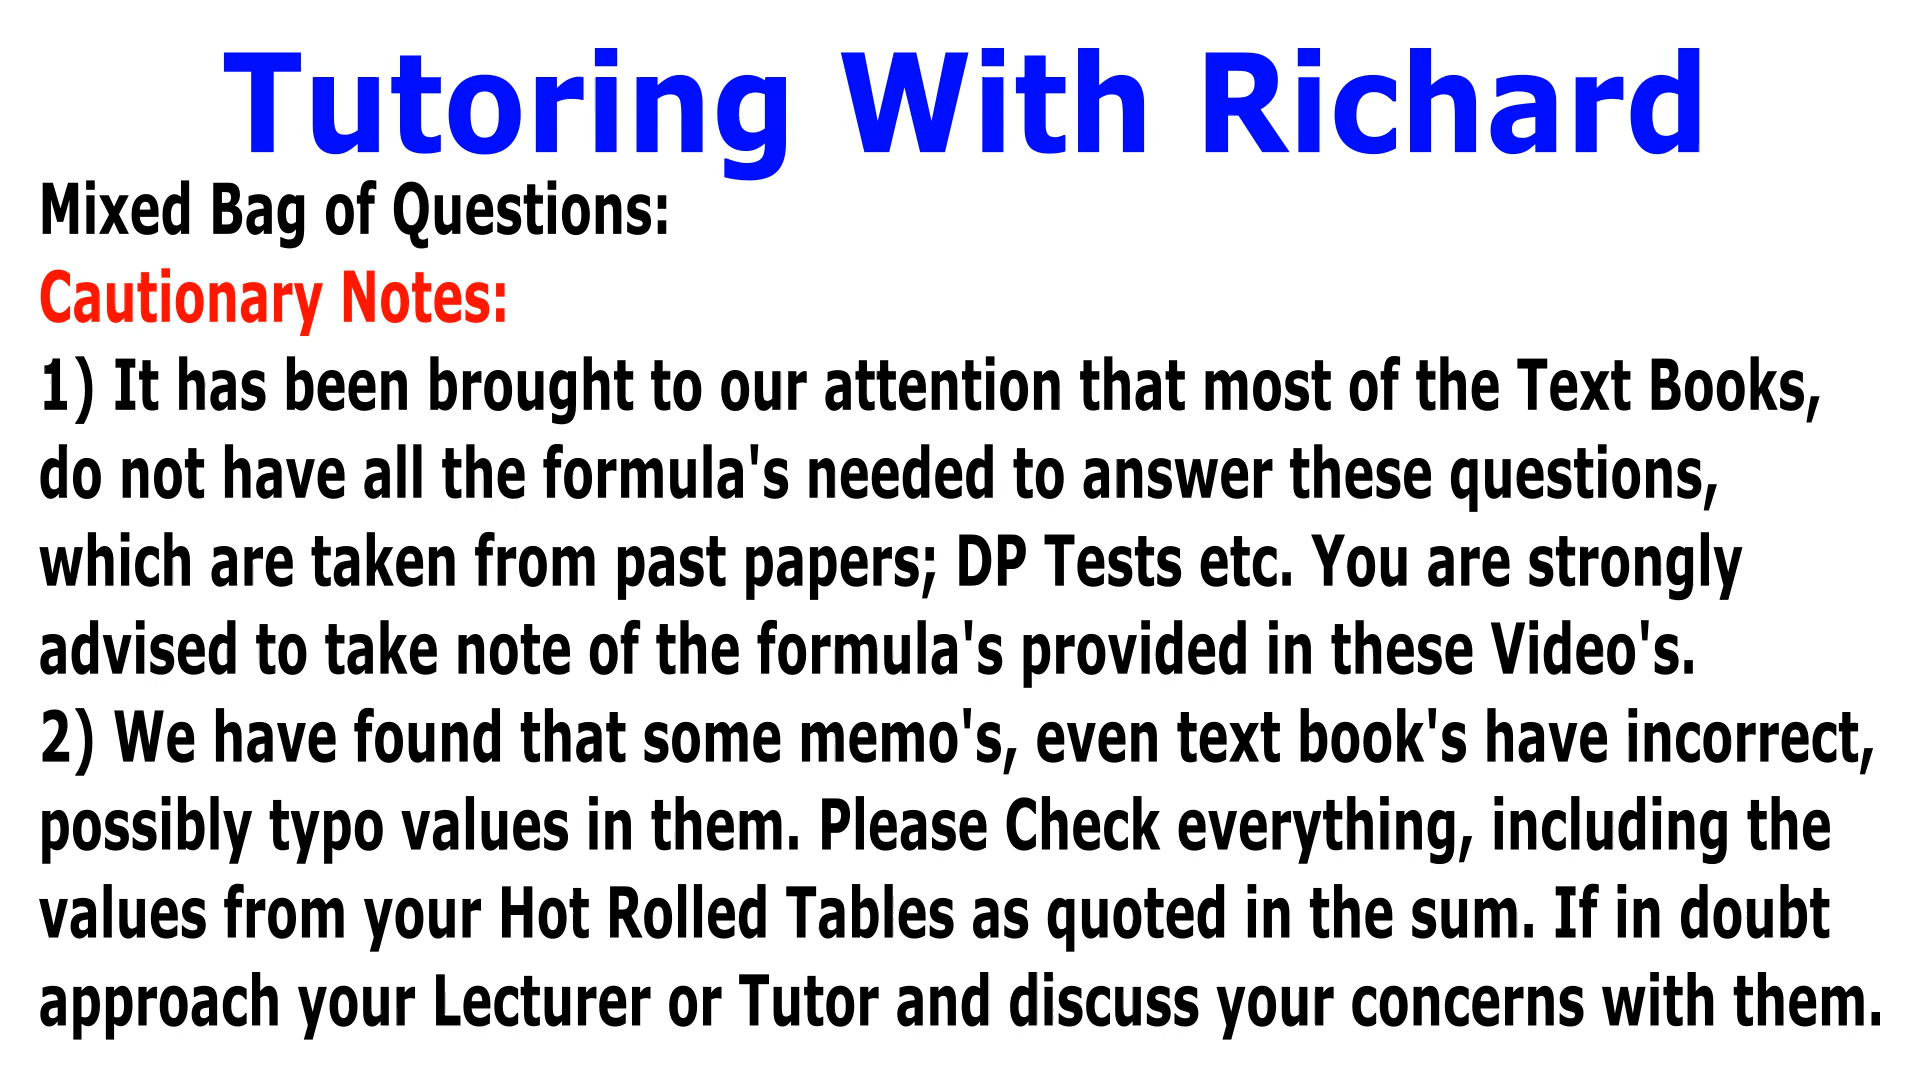 Tutoring With Richard
Mixed Bag of Questions:
Cautionary Notes:
1) It has been brought to our attention that most of the Text Books,
do not have all the formula's needed to answer these questions,
which are taken from past papers; DP Tests etc. You are strongly
advised to take note of the formula's provided in these Video's.
2) We have found that some memo's, even text book's have incorrect,
possibly typo values in them. Please Check everything, including the
values from your Hot Rolled Tables as quoted in the sum. If in doubt
approach your Lecturer or Tutor and discuss your concerns with them.